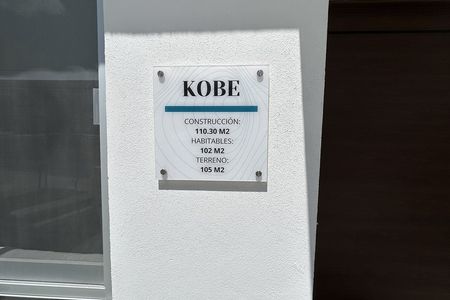 KOBE
CONSTRUCCIÓN:
110.30 M2
HABITABLES:
102 M2
TERRENO:
105 M2